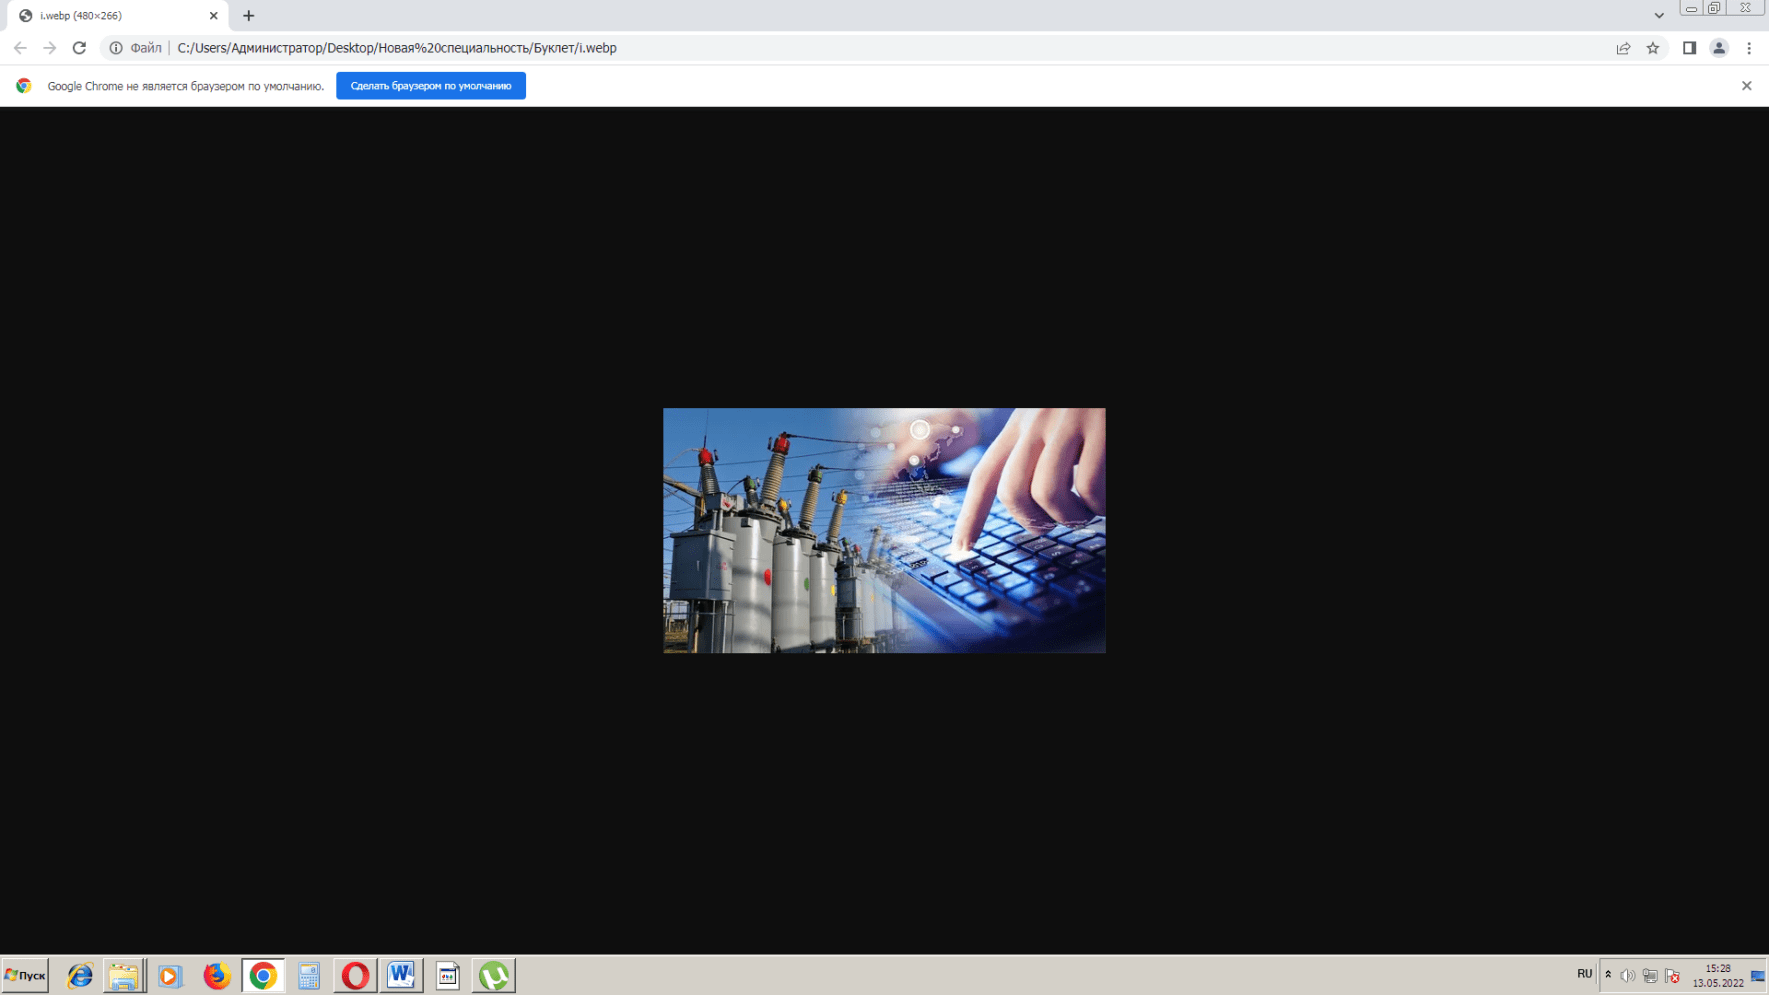 i.webp (480×266)
Файл
C:/Users/Администратор/Desktop/Новая%20специальность/Буклет/i.webp
Google Chrome не является браузером по умолчанию.
Сделать браузером по умолчанию
Пуск
RU
15:28
13.05.2022